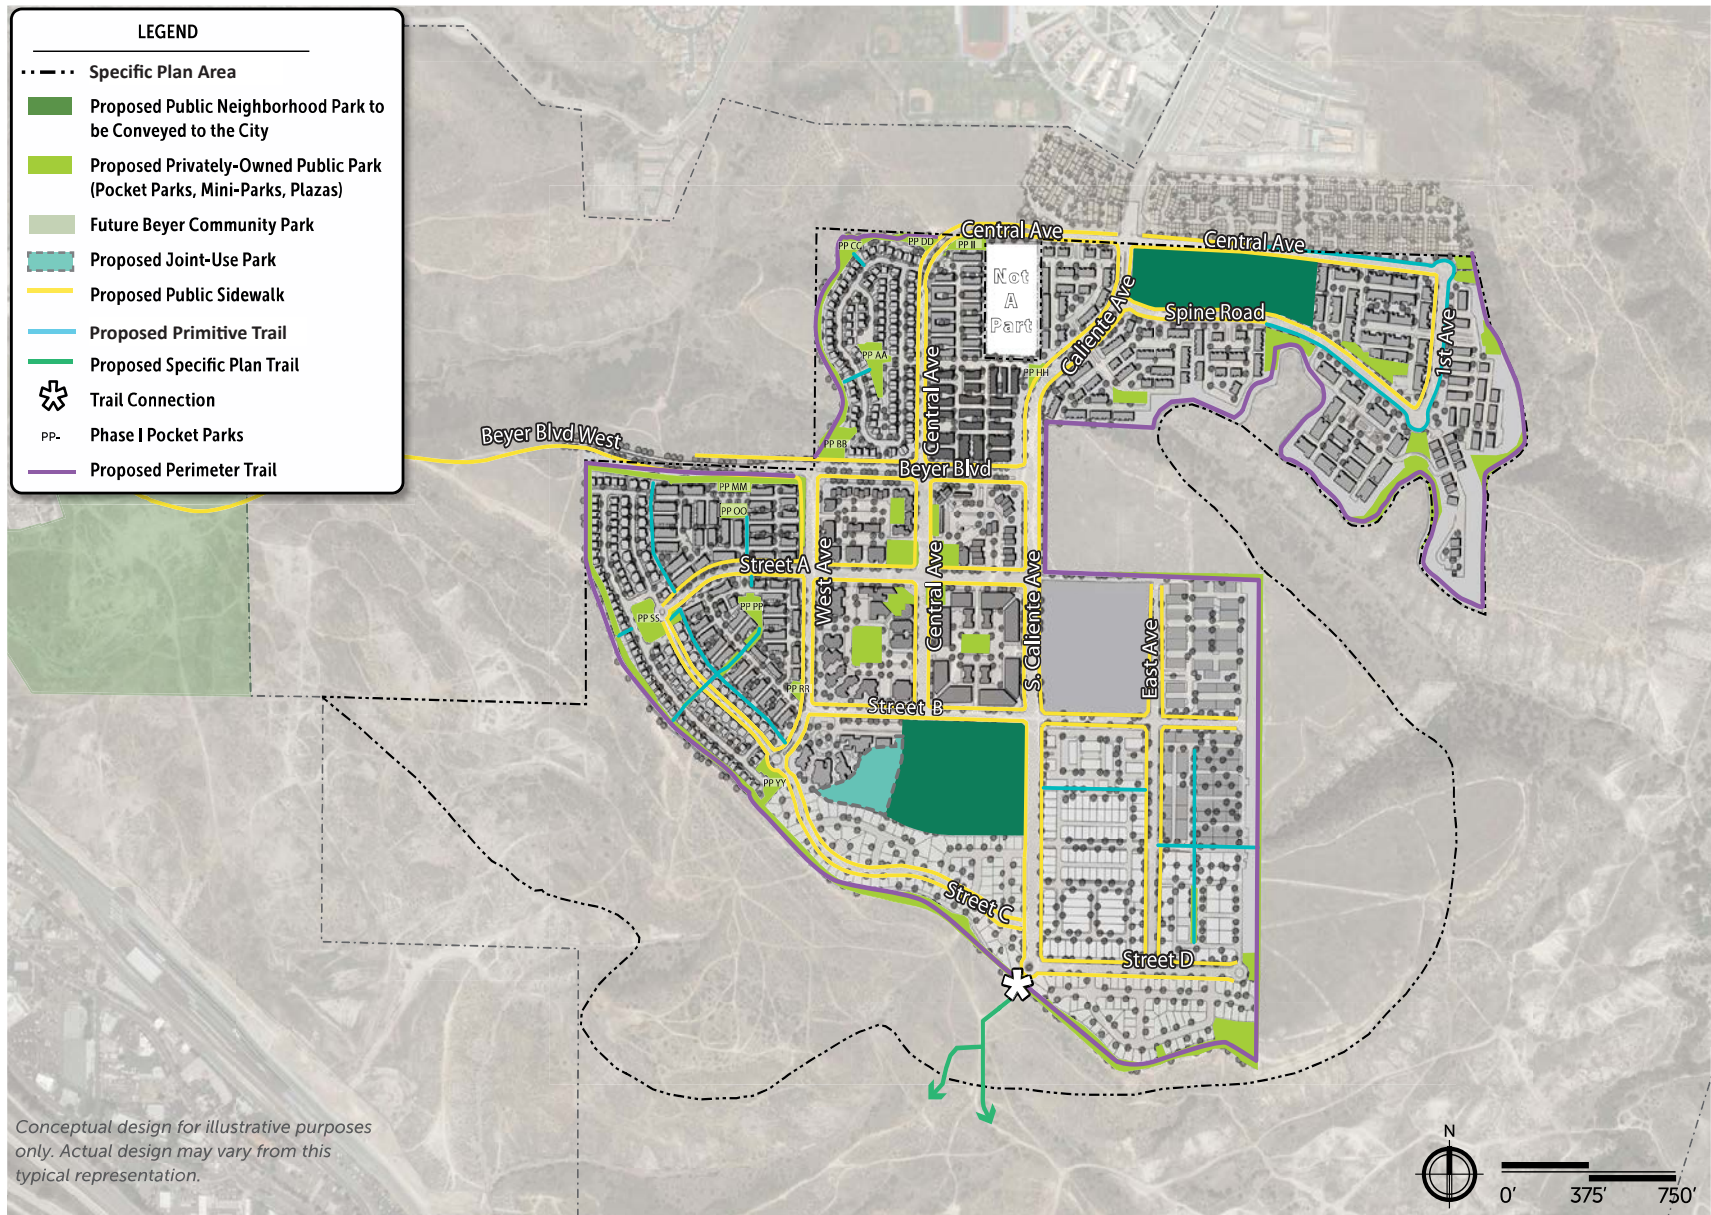 LEGEND
Specific Plan Area
Proposed Public Neighborhood Park to
be Conveyed to the City
Proposed Privately-Owned Public Park
(Pocket Parks, Mini-Parks, Plazas)
Future Beyer Community Park
Proposed Joint-Use Park
Proposed Public Sidewalk
Proposed Primitive Trail
Proposed Specific Plan Trail
Trail Connection
PP- Phase I Pocket Parks
Proposed Perimeter Trail
Central Ave
Central Ave
PP CC
PP DD
PP II
Not
A
Part
Caliente Ave
Spine Road
1st Ave
PP AA
PP HH
Central Ave
PP BB
Beyer Blvd West
Beyer Blvd
PP MM
PP OO
Street A
West Ave
Central Ave
S. Caliente Ave
PP PP
PP SS
East Ave
PP RR
Street B
PP YY
Street C
Street D
Conceptual design for illustrative purposes
only. Actual design may vary from this
typical representation.
N
0' 375' 750'